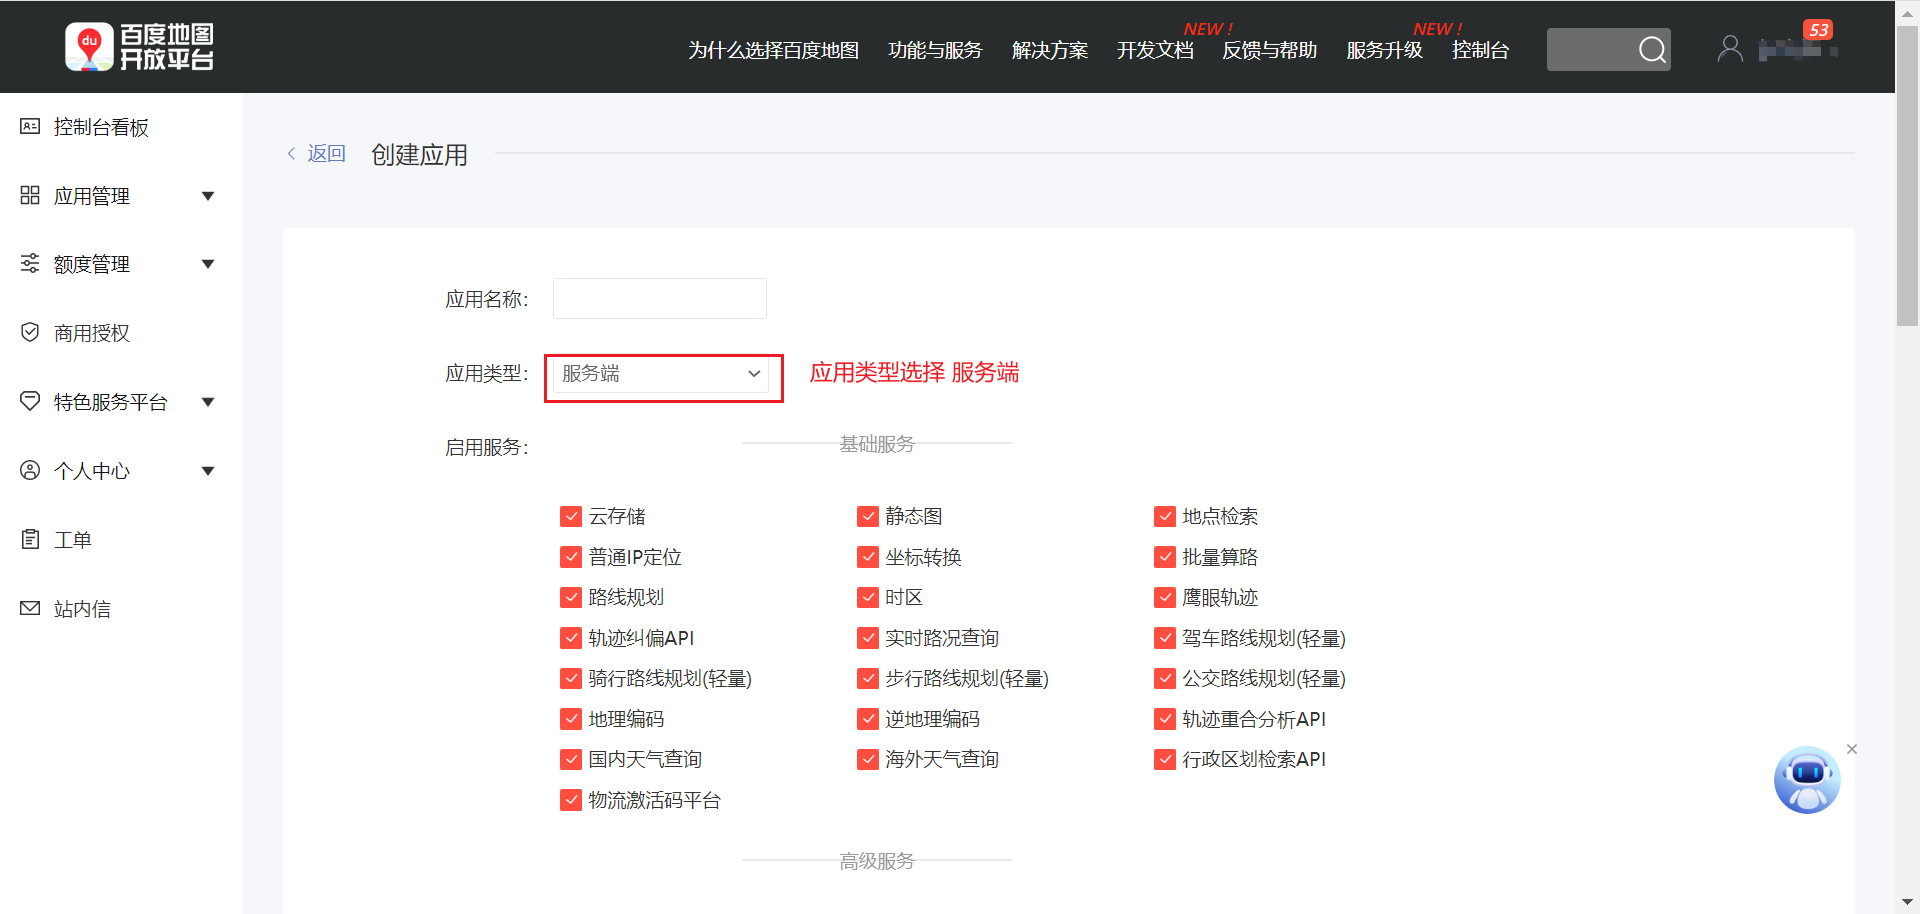 du 百度地图
开放平台
为什么选择百度地图 功能与服务 解决方案 开发文档 NEW ! 反馈与帮助 服务升级 NEW ! 控制台 53
控制台看板
应用管理
额度管理
商用授权
特色服务平台
个人中心
工单
站内信
< 返回 创建应用
应用名称:
应用类型: 服务端 应用类型选择 服务端
启用服务: 基础服务
云存储 静态图 地点检索
普通IP定位 坐标转换 批量算路
路线规划 时区 鹰眼轨迹
轨迹纠偏API 实时路况查询 驾车路线规划(轻量)
骑行路线规划(轻量) 步行路线规划(轻量) 公交路线规划(轻量)
地理编码 逆地理编码 轨迹重合分析API
国内天气查询 海外天气查询 行政区划检索API
物流激活码平台
高级服务